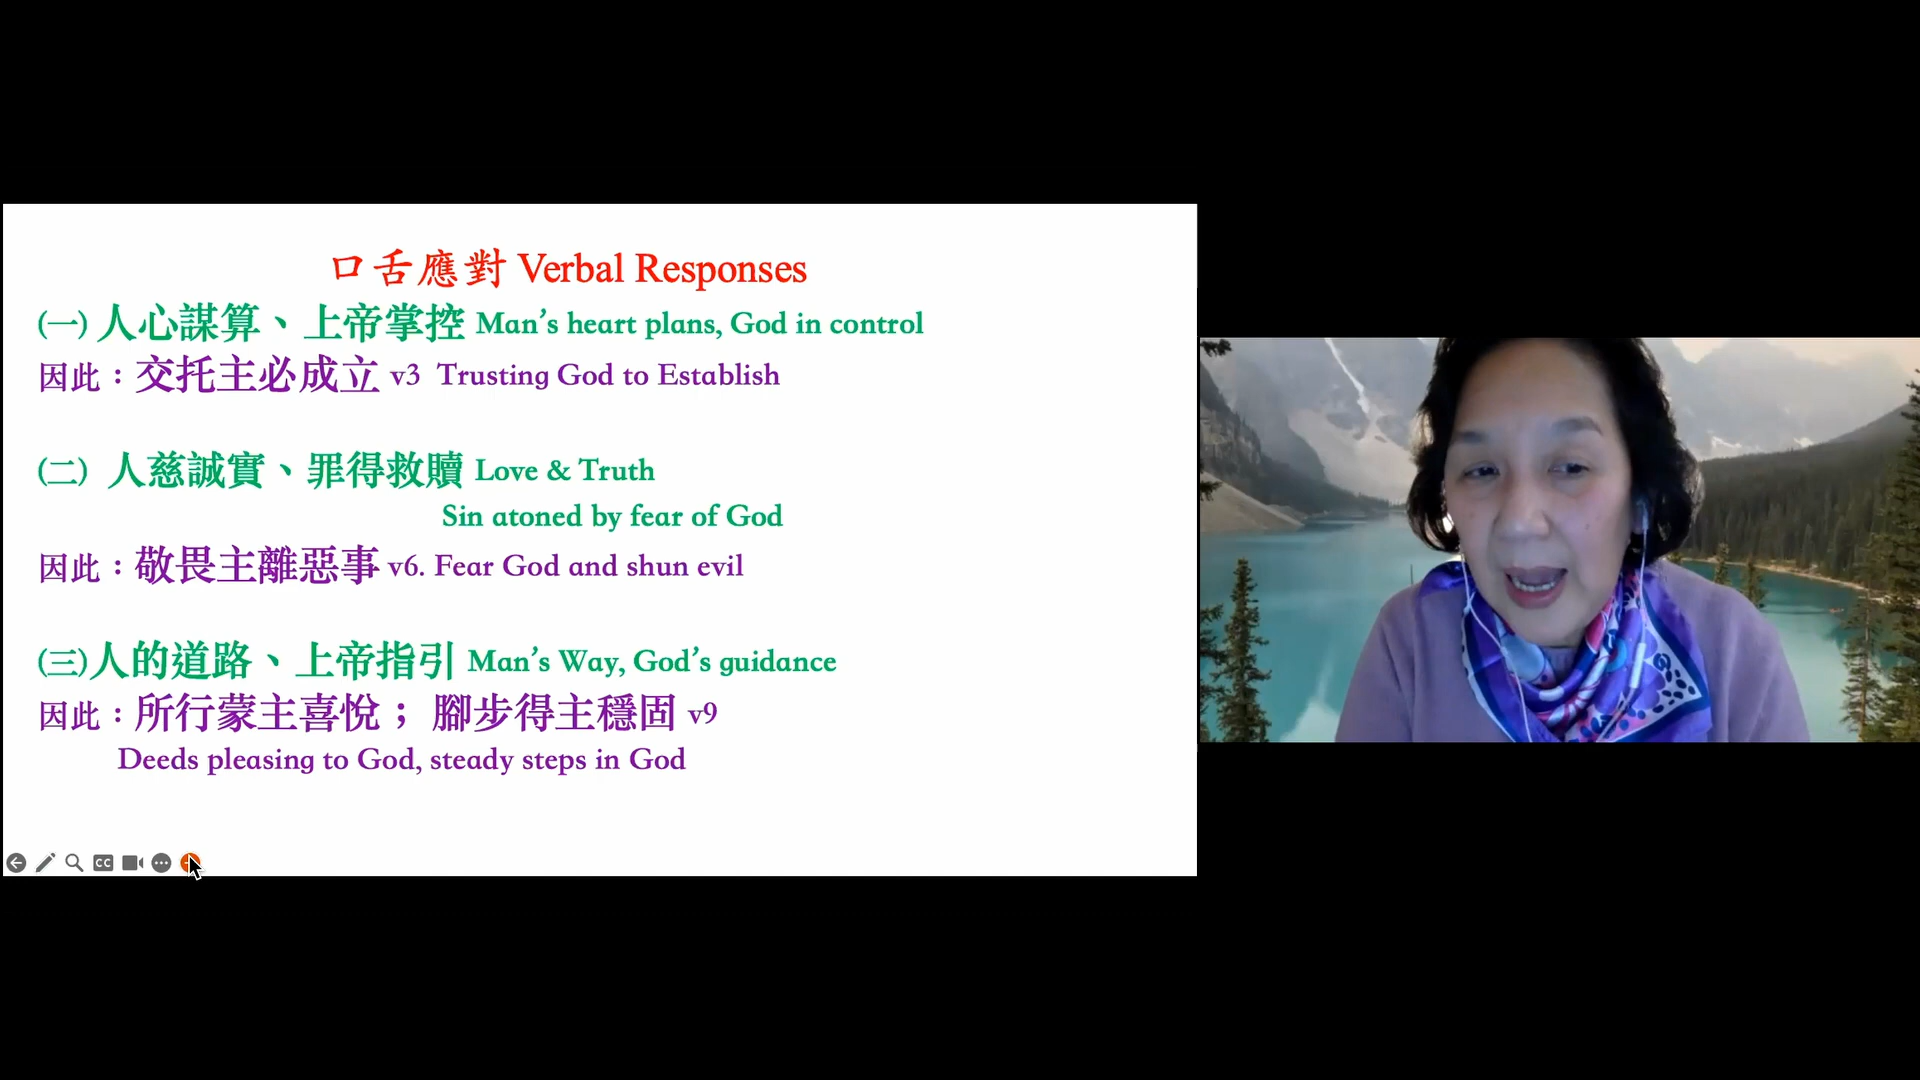 口舌應對 Verbal Responses
(一) 人心謀算、上帝掌控 Man's heart plans, God in control
因此：交托主必成立 v3 Trusting God to Establish
(二) 人慈誠實、罪得救贖 Love & Truth
Sin atoned by fear of God
因此：敬畏主離惡事 v6. Fear God and shun evil
(三)人的道路、上帝指引 Man's Way, God's guidance
因此：所行蒙主喜悅； 腳步得主穩固 v9
Deeds pleasing to God, steady steps in God
CC